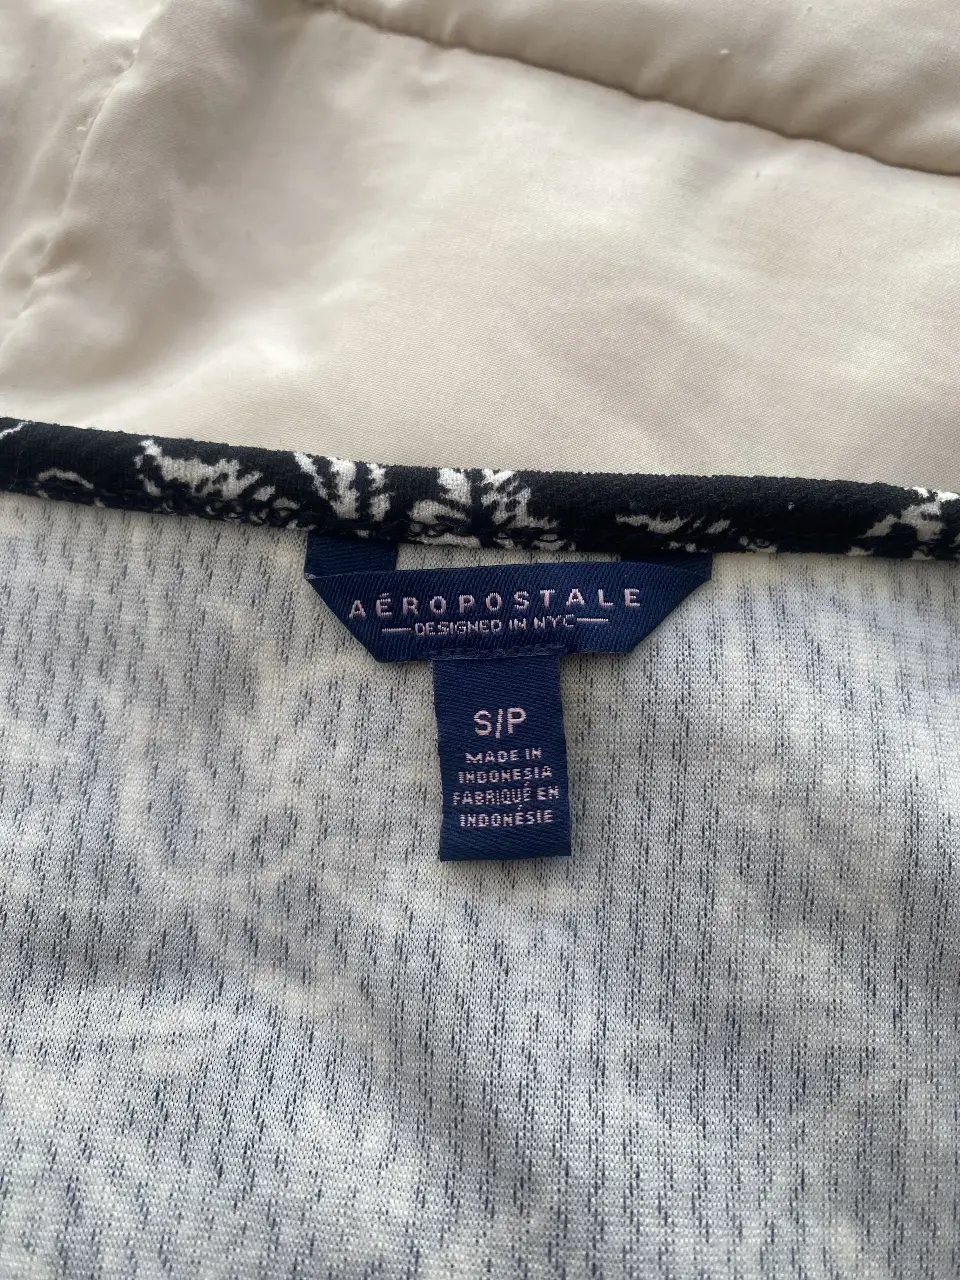 AÉROPOSTALE
DESIGNED IN NYC
S/P
MADE IN
INDONESIA
FABRIQUÉ EN
INDONÉSIE